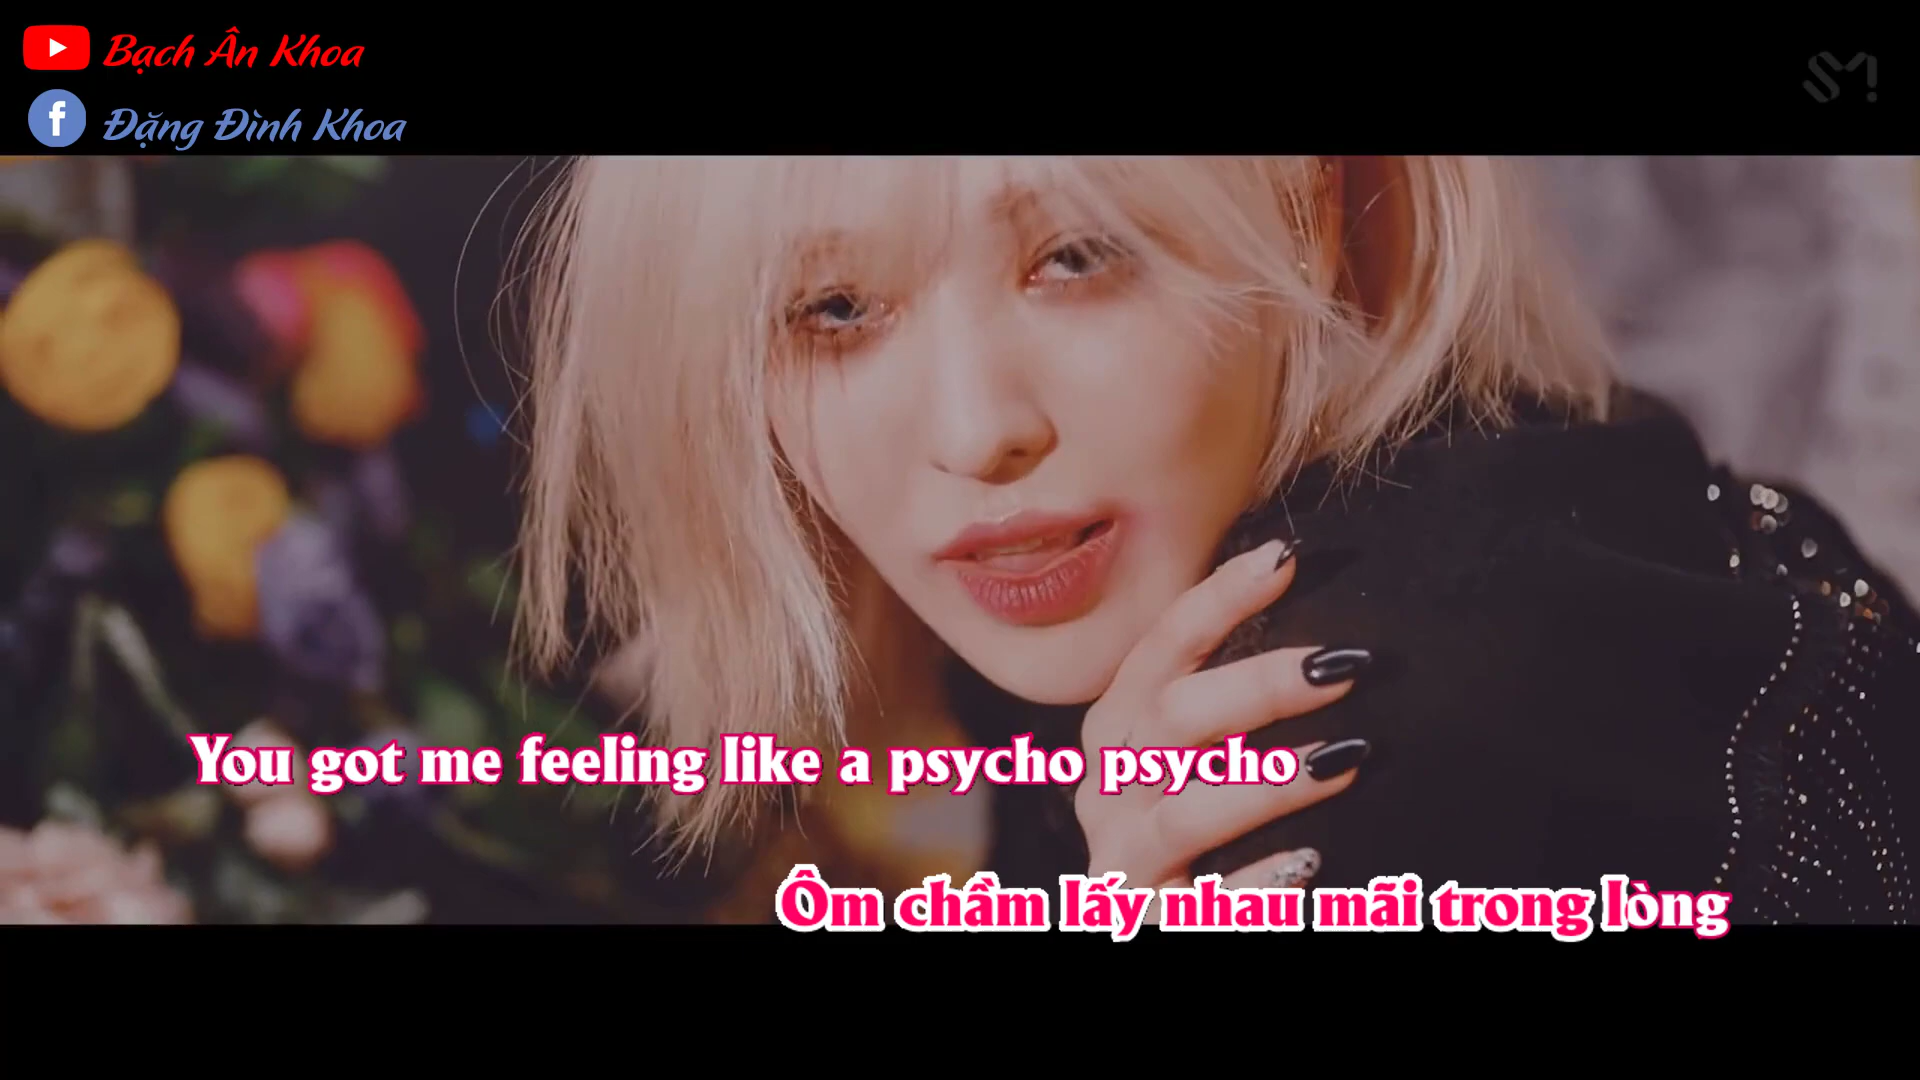 Bạch Ân Khoa
Đặng Đình Khoa
SM
You got me feeling like a psycho psycho
Ôm chầm lấy nhau mãi trong lòng